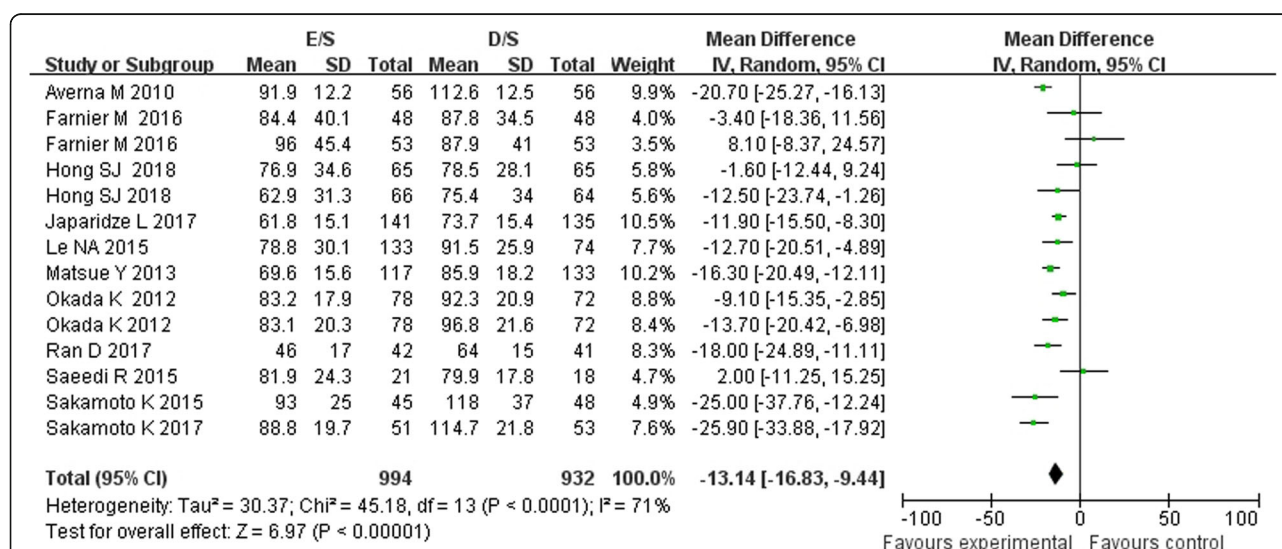 E/S D/S Mean Difference Mean Difference
Study or Subgroup Mean SD Total Mean SD Total Weight IV, Random, 95% CI IV, Random, 95% CI
Averna M 2010 91.9 12.2 56 112.6 12.5 56 9.9% -20.70 [-25.27, -16.13]
Farnier M 2016 84.4 40.1 48 87.8 34.5 48 4.0% -3.40 [-18.36, 11.56]
Farnier M 2016 96 45.4 53 87.9 41 53 3.5% 8.10 [-8.37, 24.57]
Hong SJ 2018 76.9 34.6 65 78.5 28.1 65 5.8% -1.60 [-12.44, 9.24]
Hong SJ 2018 62.9 31.3 66 75.4 34 64 5.6% -12.50 [-23.74, -1.26]
Japaridze L 2017 61.8 15.1 141 73.7 15.4 135 10.5% -11.90 [-15.50, -8.30]
Le NA 2015 78.8 30.1 133 91.5 25.9 74 7.7% -12.70 [-20.51, -4.89]
Matsue Y 2013 69.6 15.6 117 85.9 18.2 133 10.2% -16.30 [-20.49, -12.11]
Okada K 2012 83.2 17.9 78 92.3 20.9 72 8.8% -9.10 [-15.35, -2.85]
Okada K 2012 83.1 20.3 78 96.8 21.6 72 8.4% -13.70 [-20.42, -6.98]
Ran D 2017 46 17 42 64 15 41 8.3% -18.00 [-24.89, -11.11]
Saeedi R 2015 81.9 24.3 21 79.9 17.8 18 4.7% 2.00 [-11.25, 15.25]
Sakamoto K 2015 93 25 45 118 37 48 4.9% -25.00 [-37.76, -12.24]
Sakamoto K 2017 88.8 19.7 51 114.7 21.8 53 7.6% -25.90 [-33.88, -17.92]
Total (95% CI) 994 932 100.0% -13.14 [-16.83, -9.44]
Heterogeneity: Tau² = 30.37; Chi² = 45.18, df = 13 (P < 0.0001); I² = 71%
Test for overall effect: Z = 6.97 (P < 0.00001)
-100 -50 0 50 100
Favours experimental Favours control